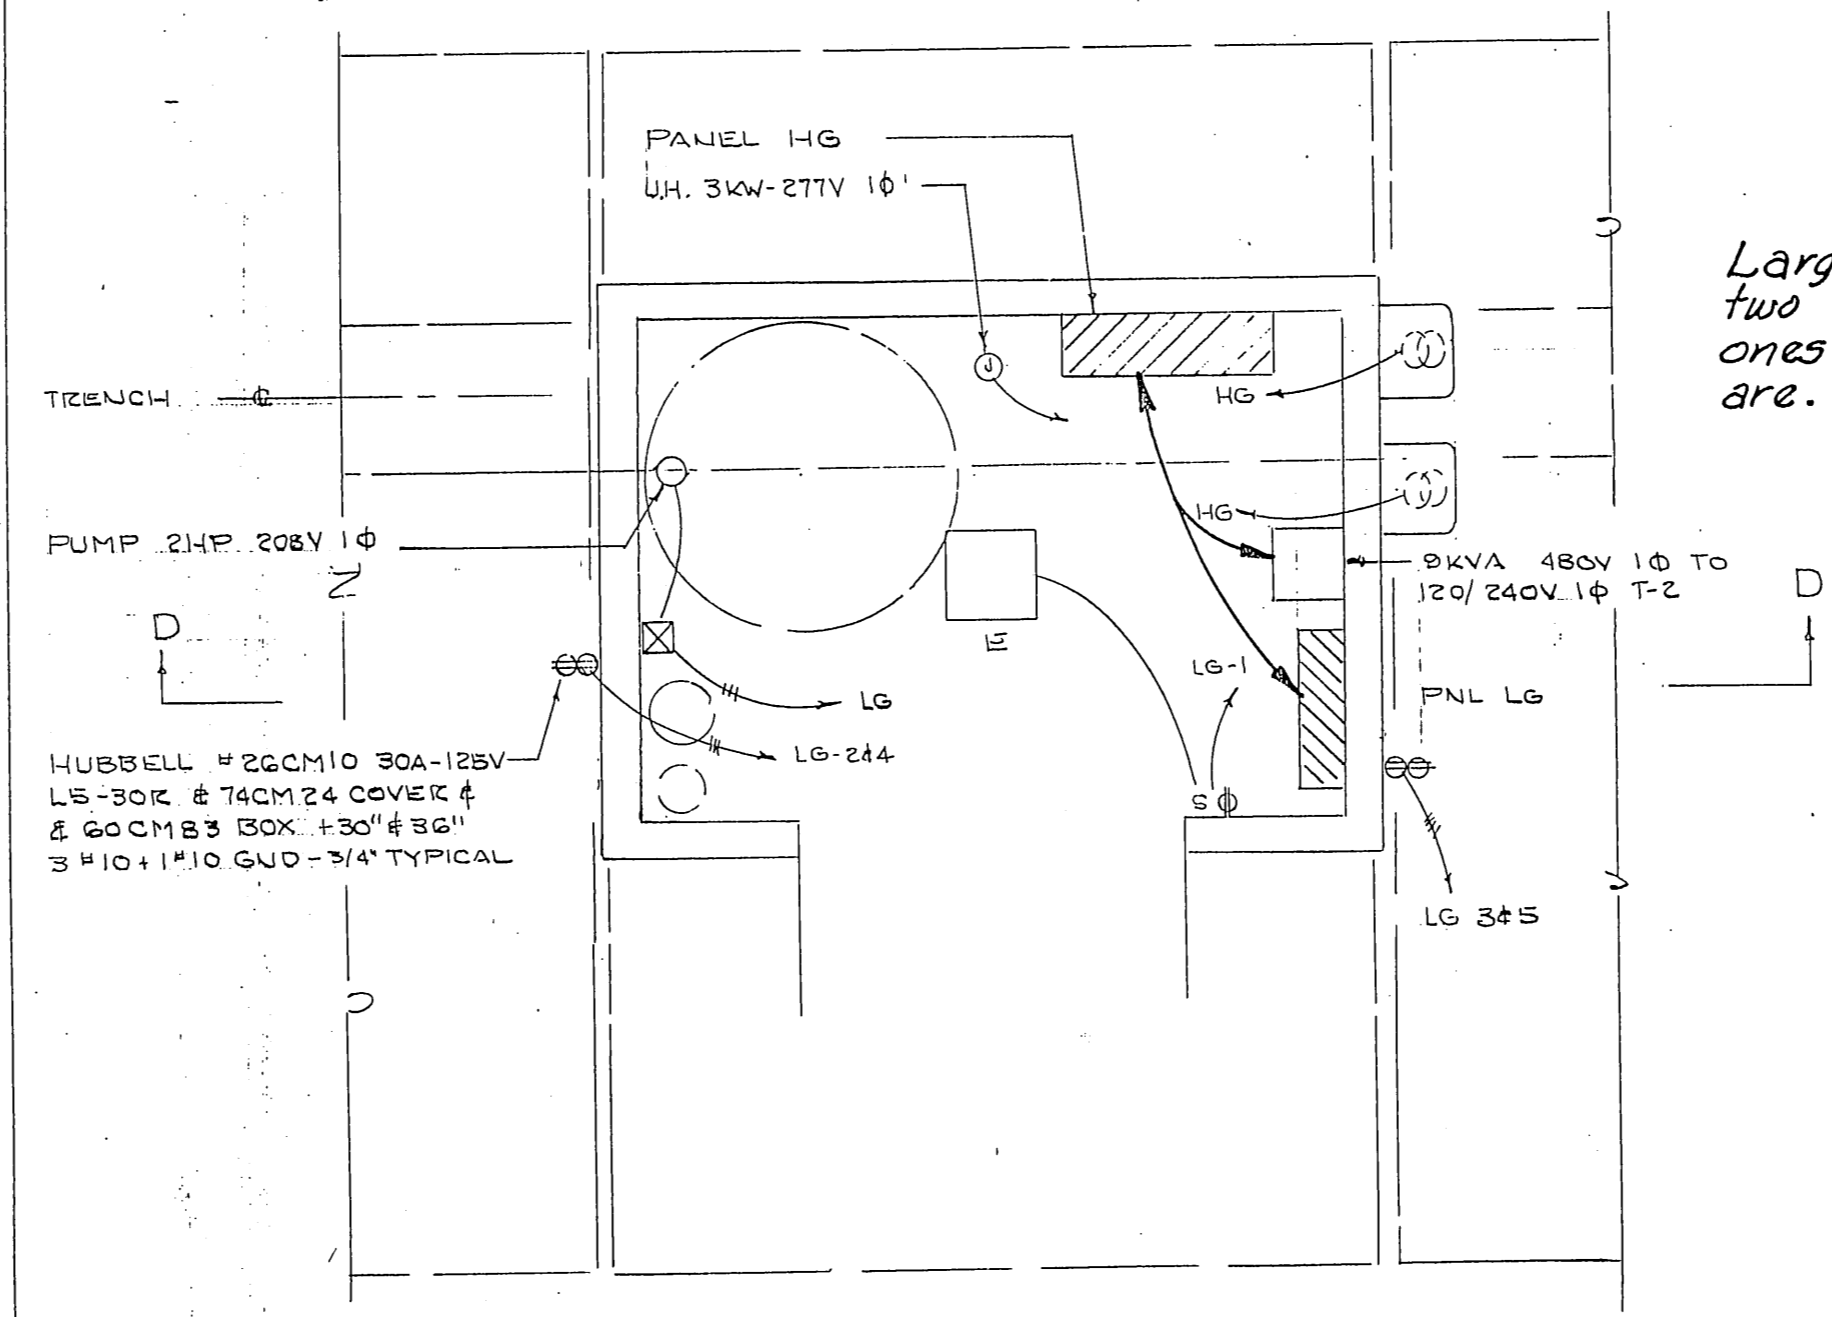 PANEL HG
U.H. 3KW-277V 1ϕ
Larg
two
ones
are.
TRENCH ℄
HG
PUMP 2HP 208V 1ϕ
HG
9KVA 480V 1ϕ TO
120/240V 1ϕ T-2
D
D
E
LG-1
LG
PNL LG
LG-2&4
HUBBELL #26CM10 30A-125V
L5-30R & 74CM24 COVER &
& 60CM83 BOX +30" & 36"
3#10+1#10 GND-3/4" TYPICAL
S
LG 3&5